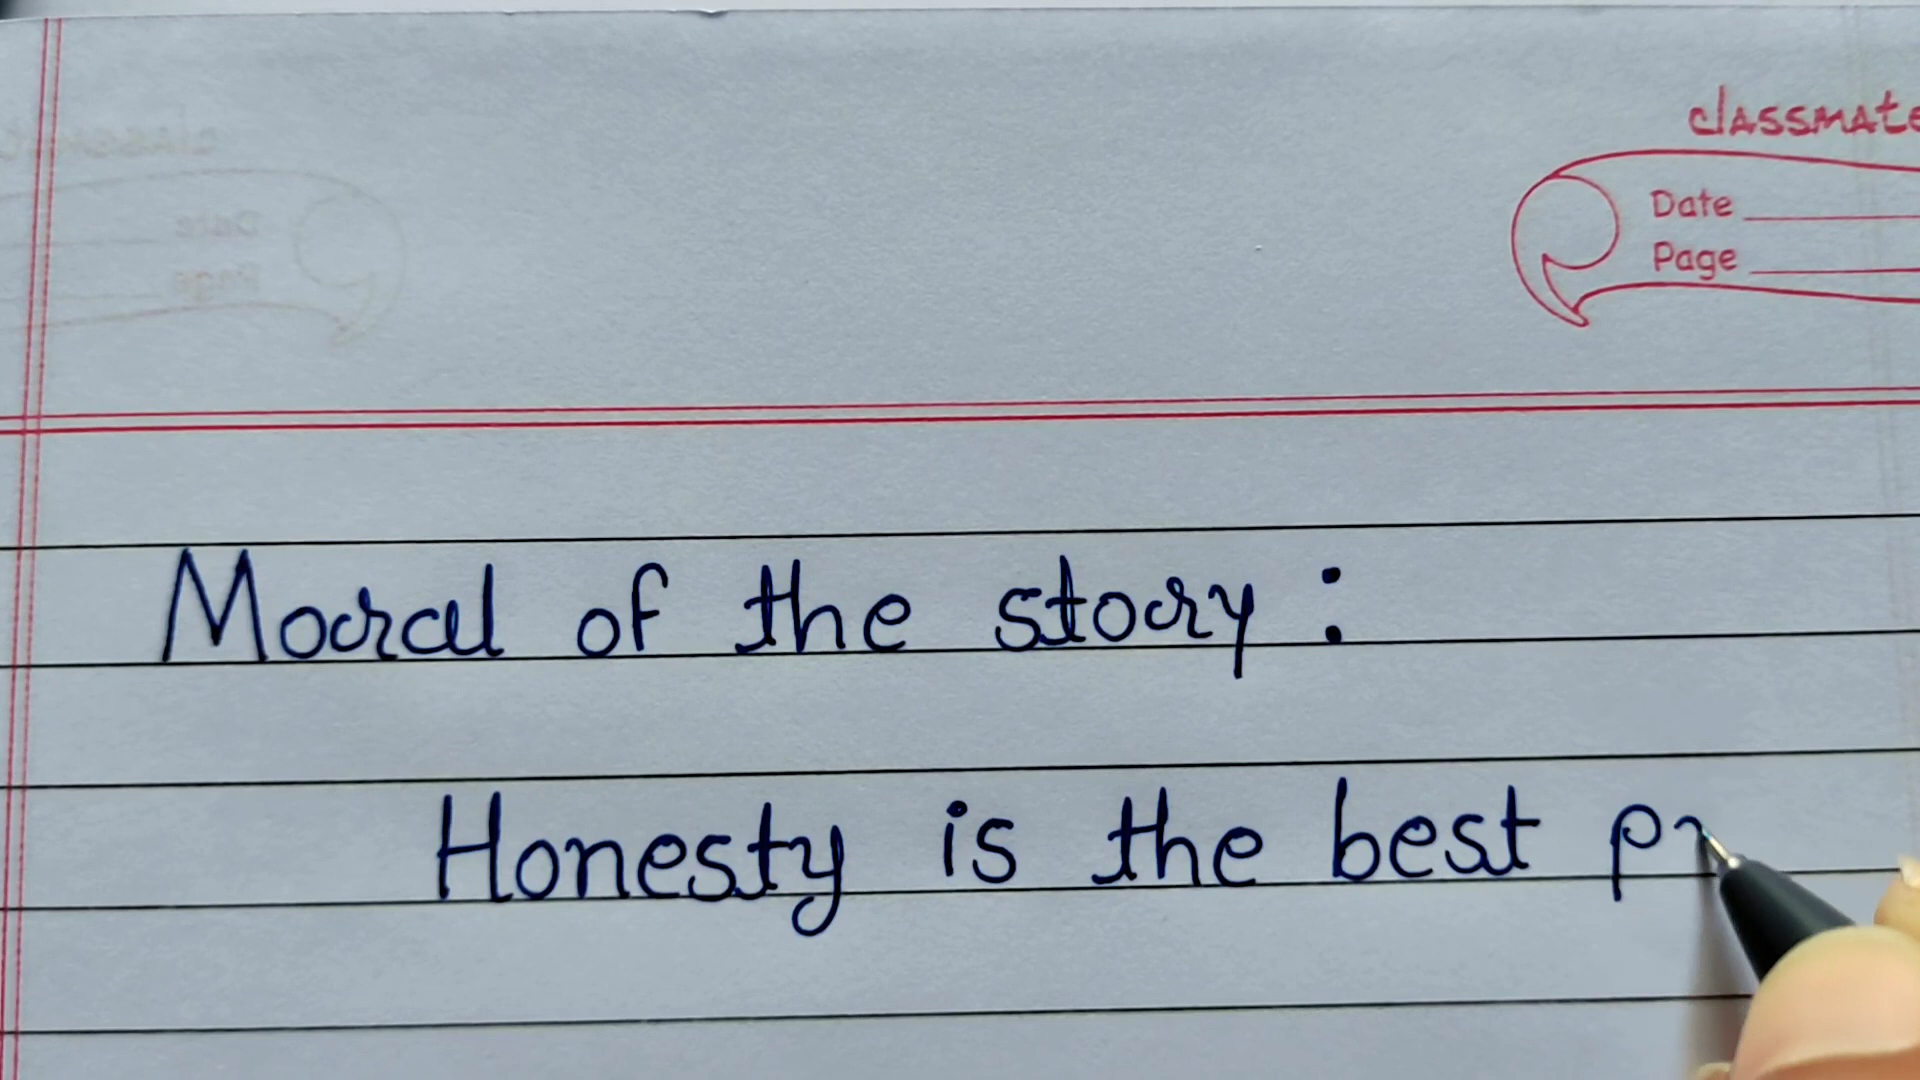 classmate
Date
Page
Moral of the story :
Honesty is the best